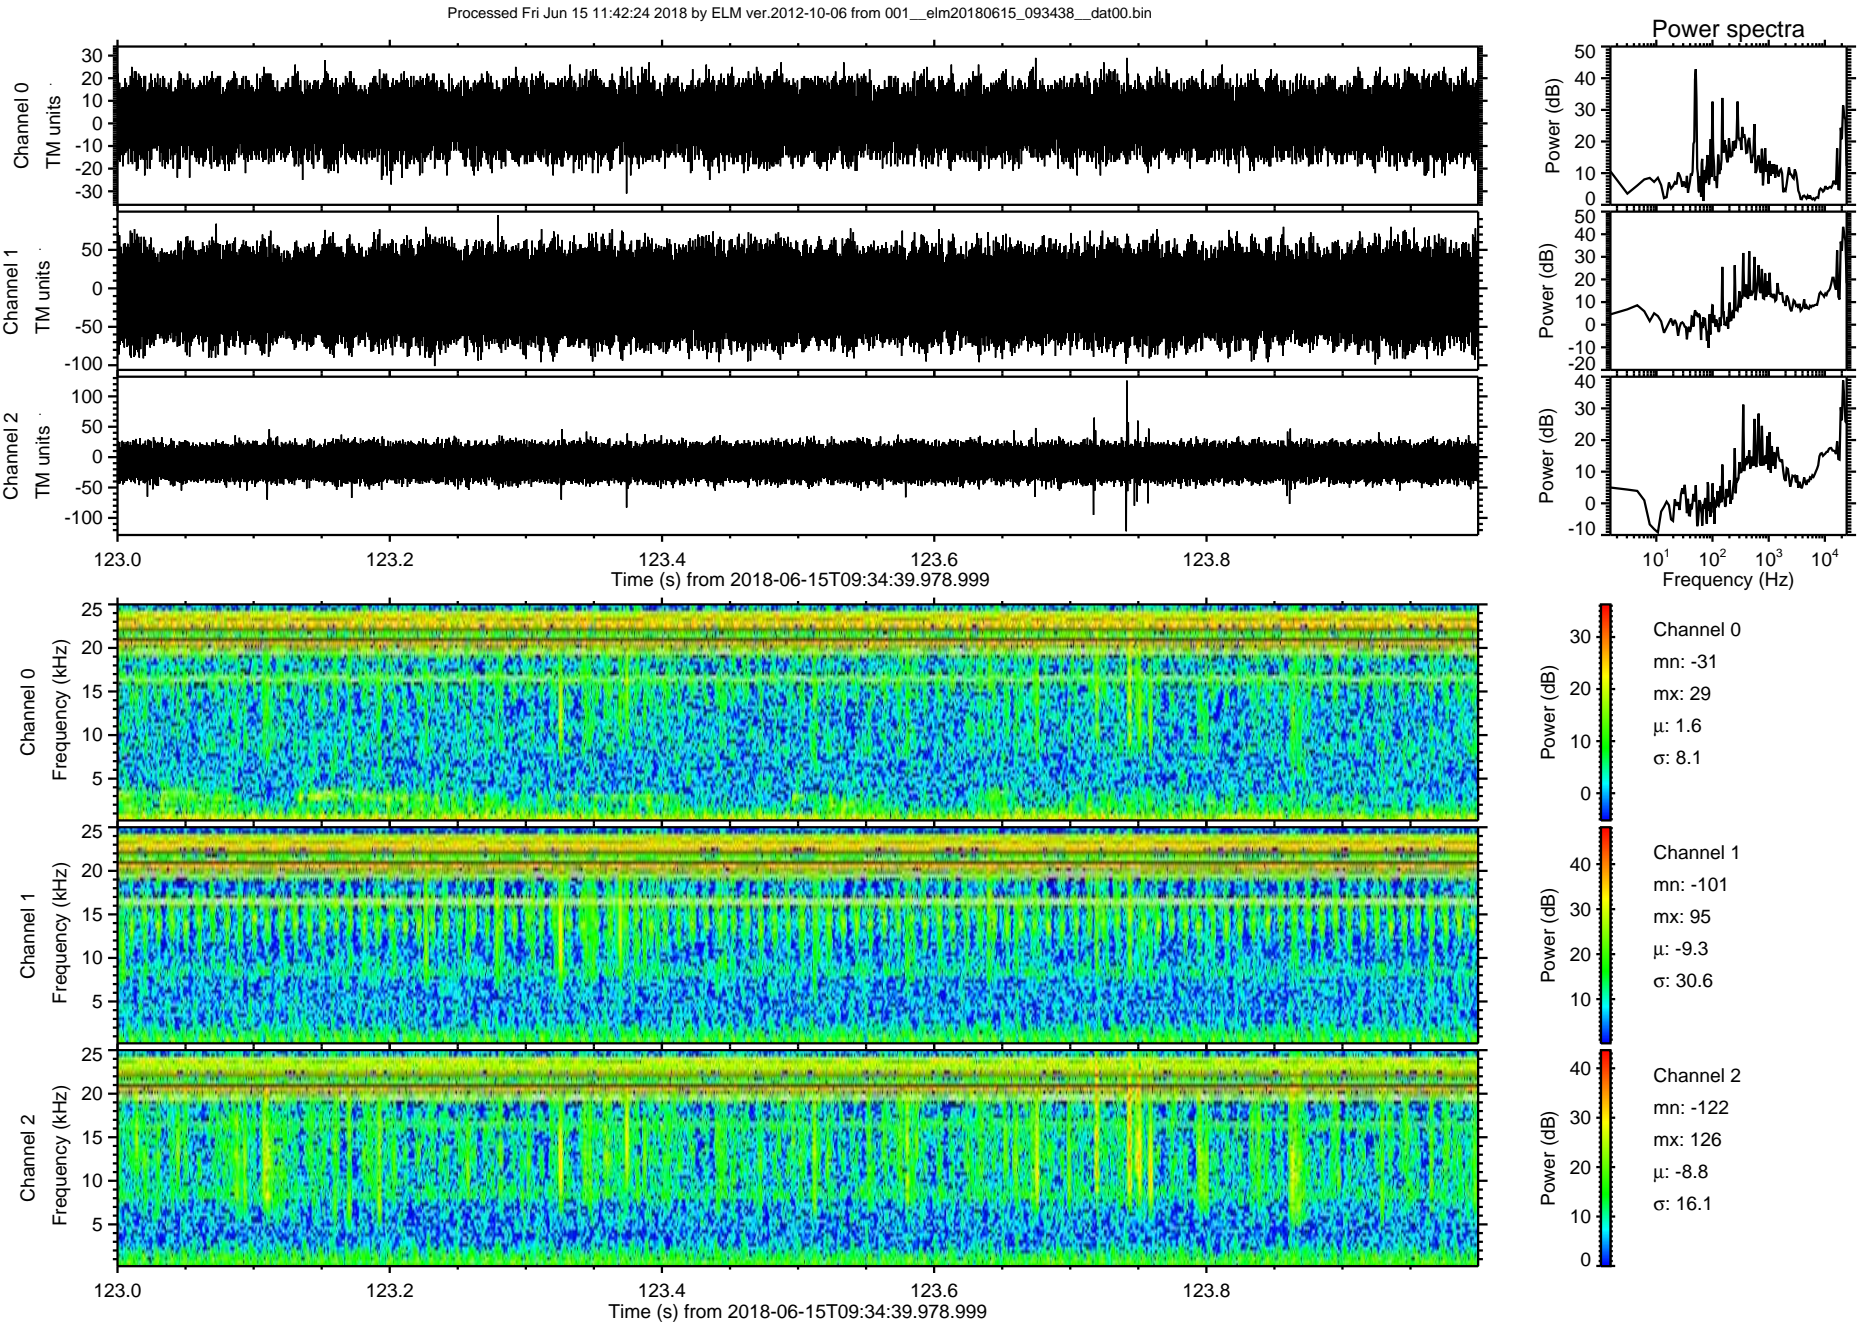 Processed Fri Jun 15 11:42:24 2018 by ELM ver.2012-10-06 from 001__elm20180615_093438__dat00.bin
Power spectra
Channel 0
TM units
30
20
10
0
-10
-20
-30
Power (dB)
50
40
30
20
10
0
Channel 1
TM units
50
0
-50
-100
Power (dB)
50
40
30
20
10
0
-10
-20
Channel 2
TM units
100
50
0
-50
-100
Power (dB)
40
30
20
10
0
-10
123.0 123.2 123.4 123.6 123.8
Time (s) from 2018-06-15T09:34:39.978.999
10¹ 10² 10³ 10⁴
Frequency (Hz)
Channel 0
Frequency (kHz)
25
20
15
10
5
Power (dB)
30
20
10
0
Channel 0
mn: -31
mx: 29
μ: 1.6
σ: 8.1
Channel 1
Frequency (kHz)
25
20
15
10
5
Power (dB)
40
30
20
10
Channel 1
mn: -101
mx: 95
μ: -9.3
σ: 30.6
Channel 2
Frequency (kHz)
25
20
15
10
5
Power (dB)
40
30
20
10
0
Channel 2
mn: -122
mx: 126
μ: -8.8
σ: 16.1
123.0 123.2 123.4 123.6 123.8
Time (s) from 2018-06-15T09:34:39.978.999